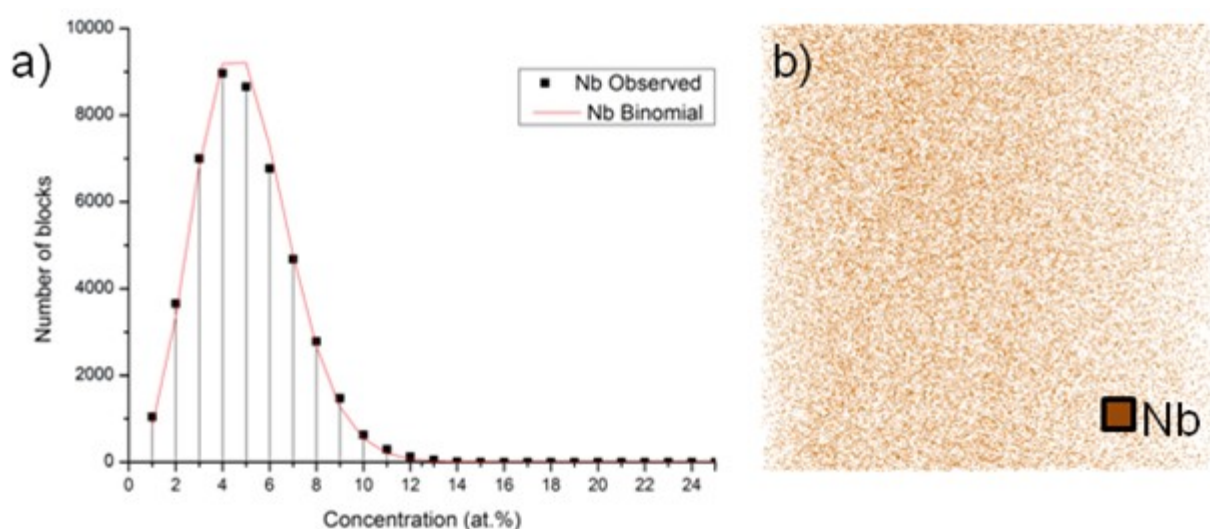 a)
10000
8000
6000
4000
2000
0
Number of blocks
0 2 4 6 8 10 12 14 16 18 20 22 24
Concentration (at.%)
Nb Observed
Nb Binomial
b)
Nb